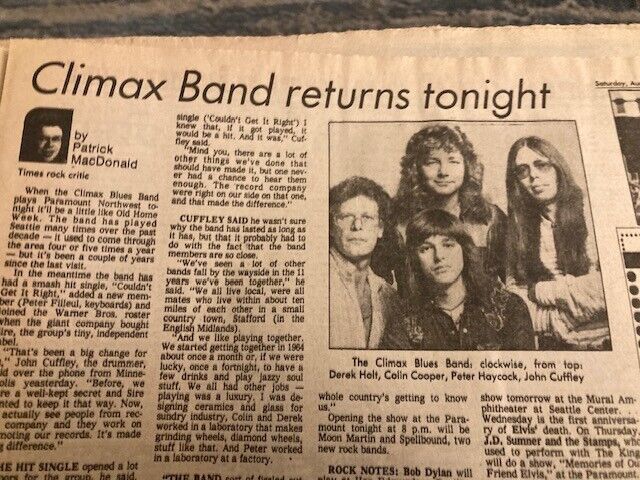 Climax Band returns tonight
Saturday, Au
by
Patrick
MacDonald
Times rock critic
When the Climax Blues Band
plays Paramount Northwest to-
night it'll be a little like Old Home
Week. The band has played
Seattle many times over the past
decade — it used to come through
the area four or five times a year
— but it's been a couple of years
since the last visit.
In the meantime the band has
had a smash hit single, "Couldn't
Get It Right," added a new mem-
ber (Peter Filleul, keyboards) and
joined the Warner Bros. roster
when the giant company bought
ire, the group's tiny, independent
bel.
"That's been a big change for
," John Cuffley, the drummer,
id over the phone from Minne-
olis yeasterday. "Before, we
e a well-kept secret and Sire
nted to keep it that way. Now,
actually see people from rec-
company and they work on
moting our records. It's made
g difference."
HE HIT SINGLE opened a lot
ors for the group, he said.
single ('Couldn't Get It Right') I
knew that, if it got played, it
would be a hit. And it was," Cuf-
fley said.
"Mind you, there are a lot of
other things we've done that
should have made it, but one nev-
er had a chance to hear them
enough. The record company
were right on our side on that one,
and that made the difference."
CUFFLEY SAID he wasn't sure
why the band has lasted as long as
it has, but that it probably had to
do with the fact that the band
members are so close.
"We've seen a lot of other
bands fall by the wayside in the 11
years we've been together," he
said. "We all live local, were all
mates who live within about ten
miles of each other in a small
country town, Stafford (in the
English Midlands).
"And we like playing together.
We started getting together in 1964
about once a month or, if we were
lucky, once a fortnight, to have a
few drinks and play jazzy soul
stuff. We all had other jobs —
playing was a luxury. I was do
designing ceramics and glass for
sundry industry, Colin and Derek
worked in a laboratory that makes
grinding wheels, diamond wheels,
stuff like that. And Peter worked
in a laboratory at a factory.
"THE BAND sort of fizzled out
The Climax Blues Band: clockwise, from top:
Derek Holt, Colin Cooper, Peter Haycock, John Cuffley
whole country's getting to know
us."
Opening the show at the Para-
mount tonight at 8 p.m. will be
Moon Martin and Spellbound, two
new rock bands.
ROCK NOTES: Bob Dylan will
show tomorrow at the Mural Am-
phitheater at Seattle Center.
Wednesday is the first anniversa-
ry of Elvis' death. On Thursday,
J.D. Sumner and the Stamps, who
used to perform with The King
will do a show, "Memories of Ou
Friend Elvis," at the Paramount.